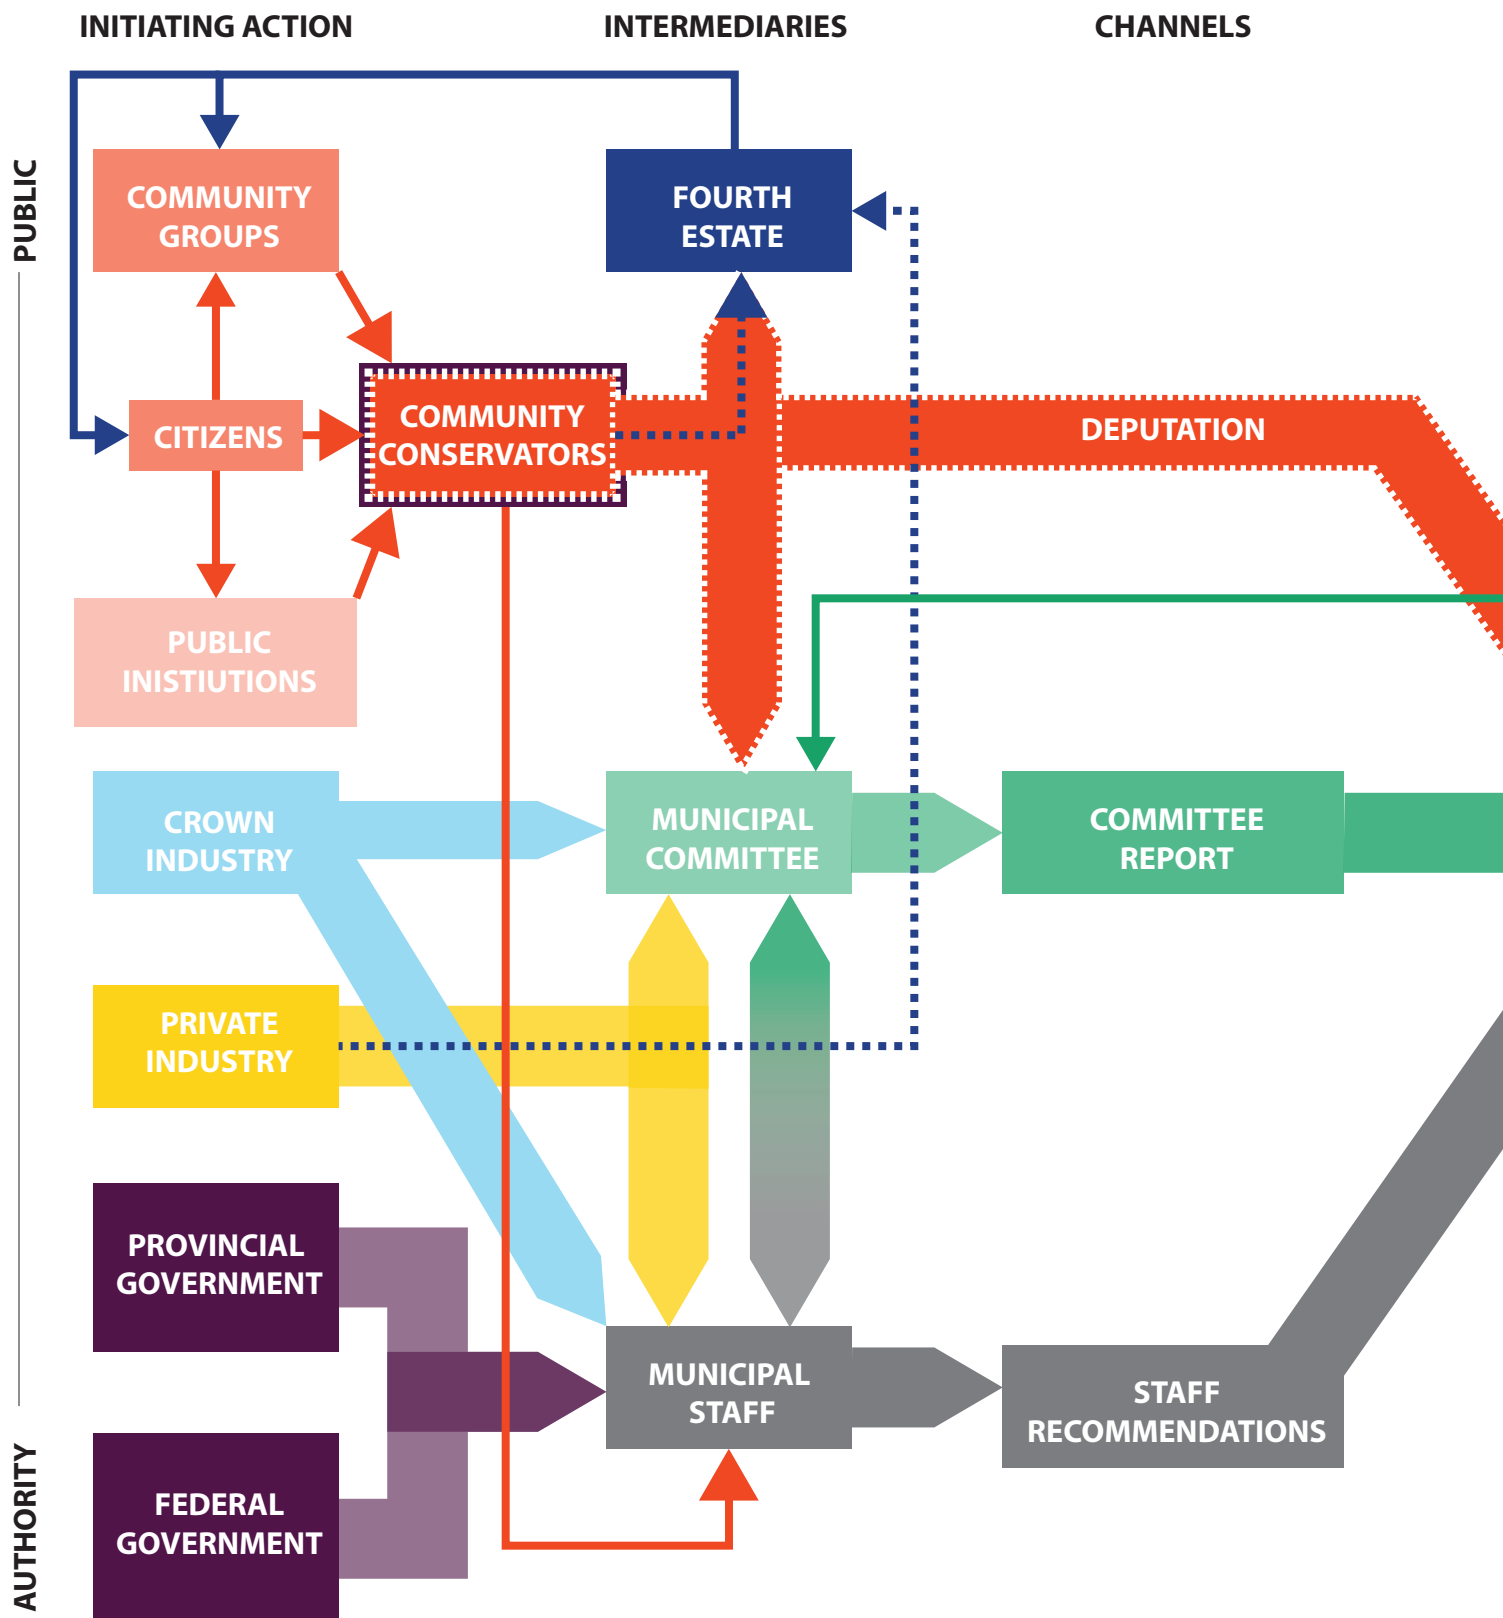 INITIATING ACTION
INTERMEDIARIES
CHANNELS
PUBLIC
COMMUNITY
GROUPS
FOURTH
ESTATE
CITIZENS
COMMUNITY
CONSERVATORS
DEPUTATION
PUBLIC
INISTIUTIONS
CROWN
INDUSTRY
MUNICIPAL
COMMITTEE
COMMITTEE
REPORT
PRIVATE
INDUSTRY
PROVINCIAL
GOVERNMENT
MUNICIPAL
STAFF
STAFF
RECOMMENDATIONS
FEDERAL
GOVERNMENT
AUTHORITY